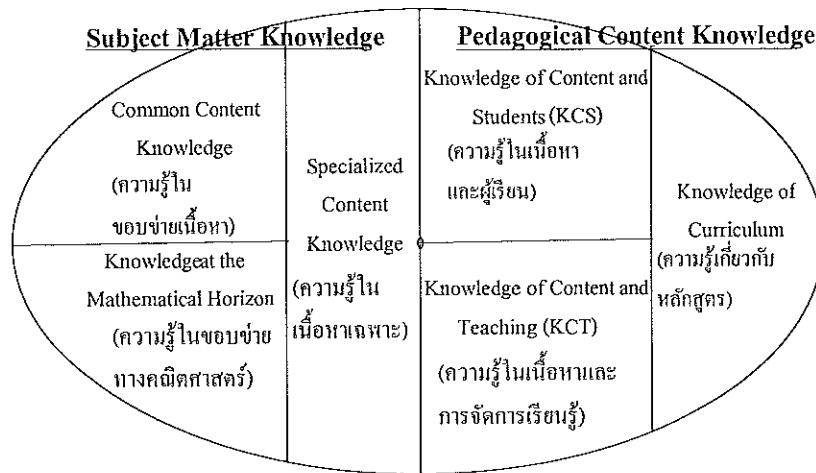 Subject Matter Knowledge
Pedagogical Content Knowledge
Common Content
Knowledge
(ความรู้ใน
ขอบข่ายเนื้อหา)
Knowledgeat the
Mathematical Horizon
(ความรู้ในขอบข่าย
ทางคณิตศาสตร์)
Specialized
Content
Knowledge
(ความรู้ใน
เนื้อหาเฉพาะ)
Knowledge of Content and
Students (KCS)
(ความรู้ในเนื้อหา
และผู้เรียน)
Knowledge of Content and
Teaching (KCT)
(ความรู้ในเนื้อหาและ
การจัดการเรียนรู้)
Knowledge of
Curriculum
(ความรู้เกี่ยวกับ
หลักสูตร)